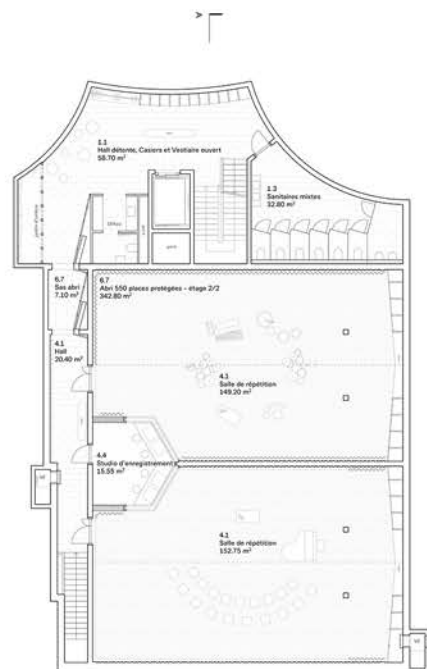 A
1.1
Hall détente, Casiers et Vestiaire ouvert
58.70 m²
1.3
Sanitaires mixtes
32.80 m²
6.7
Sas abri
7.10 m²
6.7
Abri 550 places protégées – étage 2/2
342.80 m²
4.1
Hall
20.40 m²
4.3
Salle de répétition
149.20 m²
4.4
Studio d'enregistrement
15.55 m²
4.1
Salle de répétition
152.75 m²